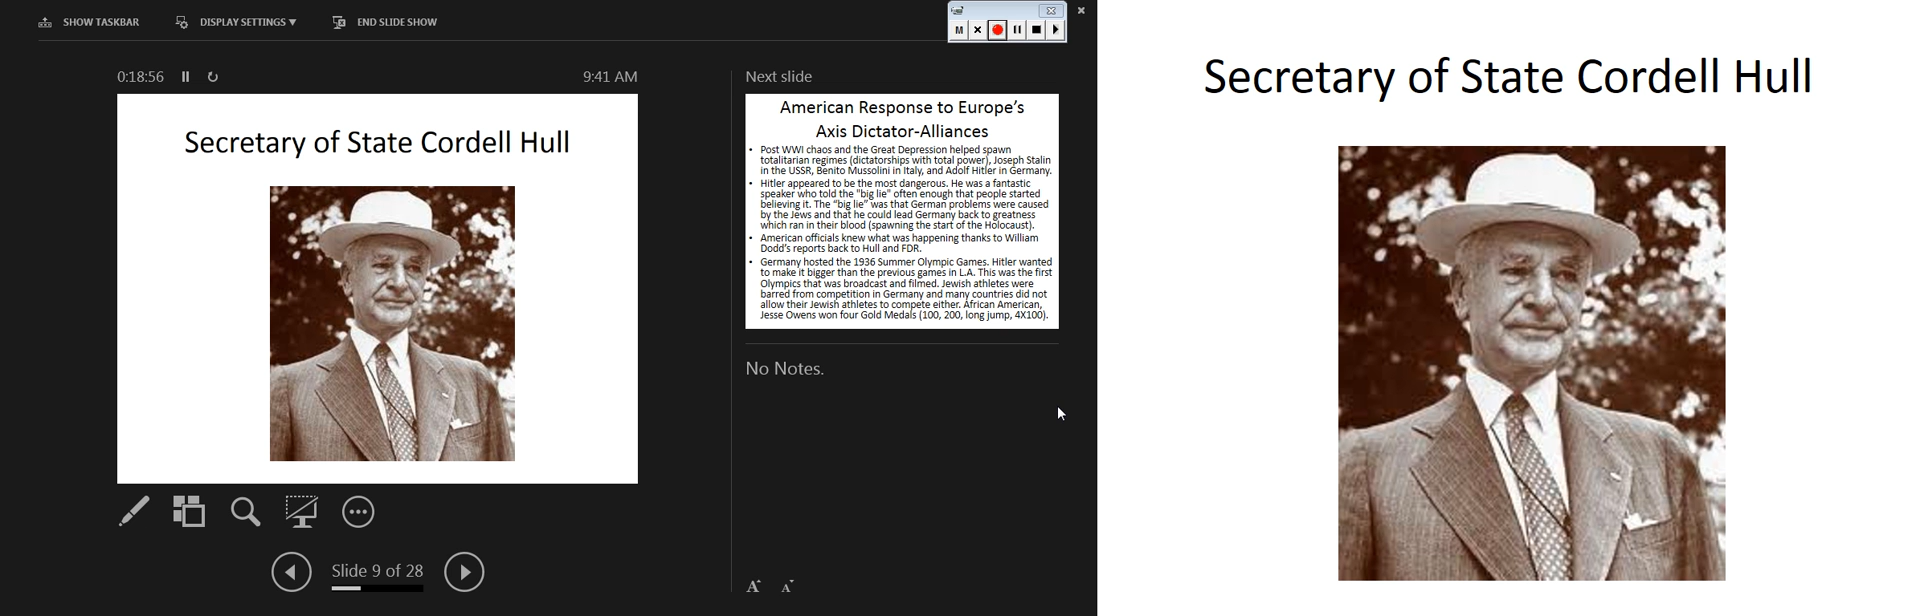 SHOW TASKBAR
DISPLAY SETTINGS ▼
END SLIDE SHOW
M
0:18:56
9:41 AM
Secretary of State Cordell Hull
Slide 9 of 28
Next slide
American Response to Europe's
Axis Dictator-Alliances
• Post WWI chaos and the Great Depression helped spawn
totalitarian regimes (dictatorships with total power), Joseph Stalin
in the USSR, Benito Mussolini in Italy, and Adolf Hitler in Germany.
• Hitler appeared to be the most dangerous. He was a fantastic
speaker who told the "big lie" often enough that people started
believing it. The "big lie" was that German problems were caused
by the Jews and that he could lead Germany back to greatness
which ran in their blood (spawning the start of the Holocaust).
• American officials knew what was happening thanks to William
Dodd's reports back to Hull and FDR.
• Germany hosted the 1936 Summer Olympic Games. Hitler wanted
to make it bigger than the previous games in L.A. This was the first
Olympics that was broadcast and filmed. Jewish athletes were
barred from competition in Germany and many countries did not
allow their Jewish athletes to compete either. African American,
Jesse Owens won four Gold Medals (100, 200, long jump, 4X100).
No Notes.
A A
Secretary of State Cordell Hull